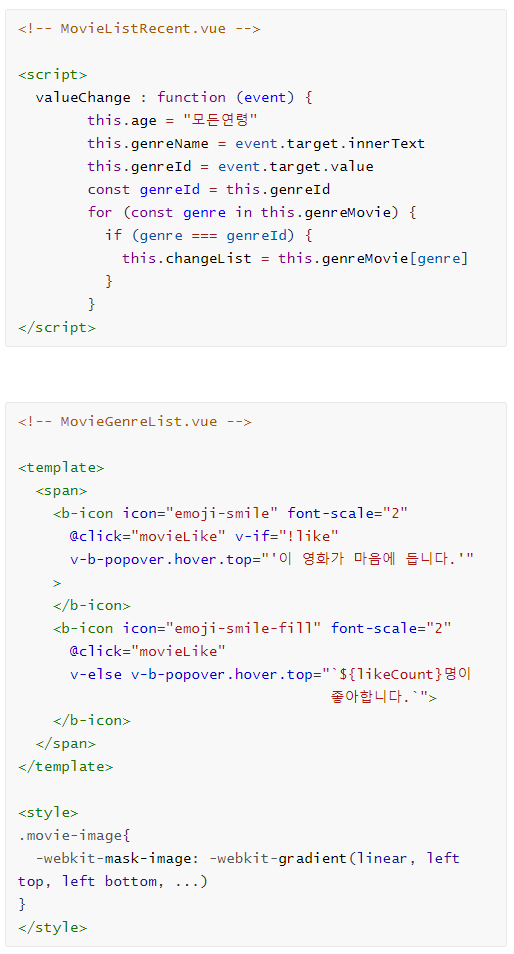 <!-- MovieListRecent.vue -->
<script>
valueChange : function (event) {
this.age = "모든연령"
this.genreName = event.target.innerText
this.genreId = event.target.value
const genreId = this.genreId
for (const genre in this.genreMovie) {
if (genre === genreId) {
this.changeList = this.genreMovie[genre]
}
}
</script>
<!-- MovieGenreList.vue -->
<template>
<span>
<b-icon icon="emoji-smile" font-scale="2"
@click="movieLike" v-if="!like"
v-b-popover.hover.top="'이 영화가 마음에 듭니다.'"
>
</b-icon>
<b-icon icon="emoji-smile-fill" font-scale="2"
@click="movieLike"
v-else v-b-popover.hover.top="`${likeCount}명이
좋아합니다.`">
</b-icon>
</span>
</template>
<style>
.movie-image{
-webkit-mask-image: -webkit-gradient(linear, left
top, left bottom, ...)
}
</style>